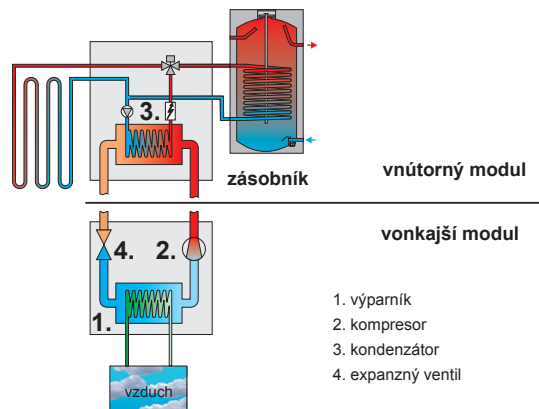 3.
zásobník
vnútorný modul
vonkajší modul
4.
2.
1.
vzduch
1. výparník
2. kompresor
3. kondenzátor
4. expanzný ventil